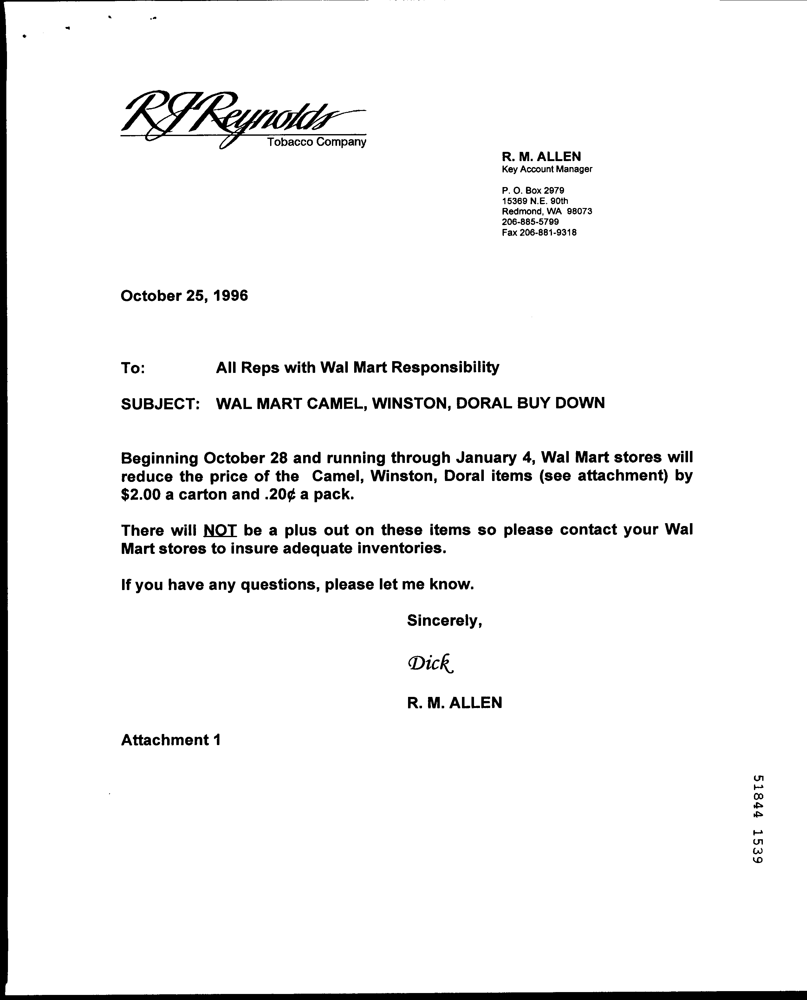 RJReynolds
Tobacco Company
R. M. ALLEN
Key Account Manager
P. O. Box 2979
15369 N.E. 90th
Redmond, WA 98073
206-885-5799
Fax 206-881-9318
October 25, 1996
To: All Reps with Wal Mart Responsibility
SUBJECT: WAL MART CAMEL, WINSTON, DORAL BUY DOWN
Beginning October 28 and running through January 4, Wal Mart stores will
reduce the price of the Camel, Winston, Doral items (see attachment) by
$2.00 a carton and .20¢ a pack.
There will NOT be a plus out on these items so please contact your Wal
Mart stores to insure adequate inventories.
If you have any questions, please let me know.
Sincerely,
Dick
R. M. ALLEN
Attachment 1
51844 1539